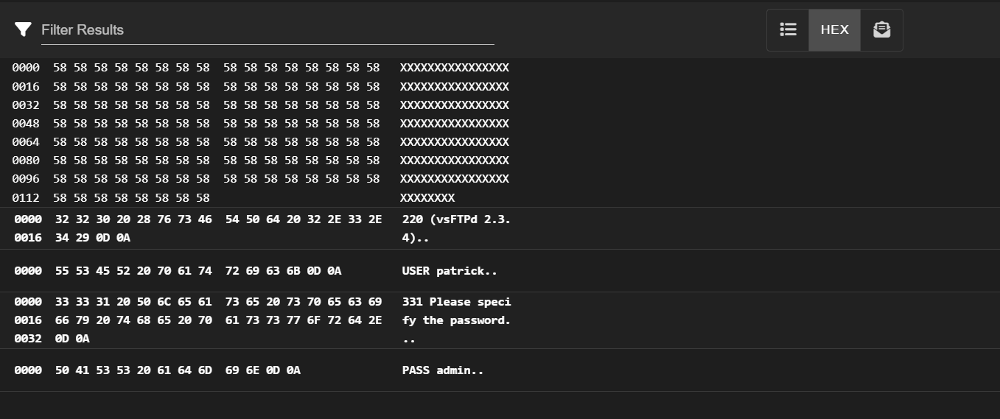 Filter Results
HEX
0000 58 58 58 58 58 58 58 58 58 58 58 58 58 58 58 58 XXXXXXXXXXXXXXXX
0016 58 58 58 58 58 58 58 58 58 58 58 58 58 58 58 58 XXXXXXXXXXXXXXXX
0032 58 58 58 58 58 58 58 58 58 58 58 58 58 58 58 58 XXXXXXXXXXXXXXXX
0048 58 58 58 58 58 58 58 58 58 58 58 58 58 58 58 58 XXXXXXXXXXXXXXXX
0064 58 58 58 58 58 58 58 58 58 58 58 58 58 58 58 58 XXXXXXXXXXXXXXXX
0080 58 58 58 58 58 58 58 58 58 58 58 58 58 58 58 58 XXXXXXXXXXXXXXXX
0096 58 58 58 58 58 58 58 58 58 58 58 58 58 58 58 58 XXXXXXXXXXXXXXXX
0112 58 58 58 58 58 58 58 58 XXXXXXXX
0000 32 32 30 20 28 76 73 46 54 50 64 20 32 2E 33 2E 220 (vsFTPd 2.3.
0016 34 29 0D 0A 4)..
0000 55 53 45 52 20 70 61 74 72 69 63 6B 0D 0A USER patrick..
0000 33 33 31 20 50 6C 65 61 73 65 20 73 70 65 63 69 331 Please speci
0016 66 79 20 74 68 65 20 70 61 73 73 77 6F 72 64 2E fy the password.
0032 0D 0A ..
0000 50 41 53 53 20 61 64 6D 69 6E 0D 0A PASS admin..